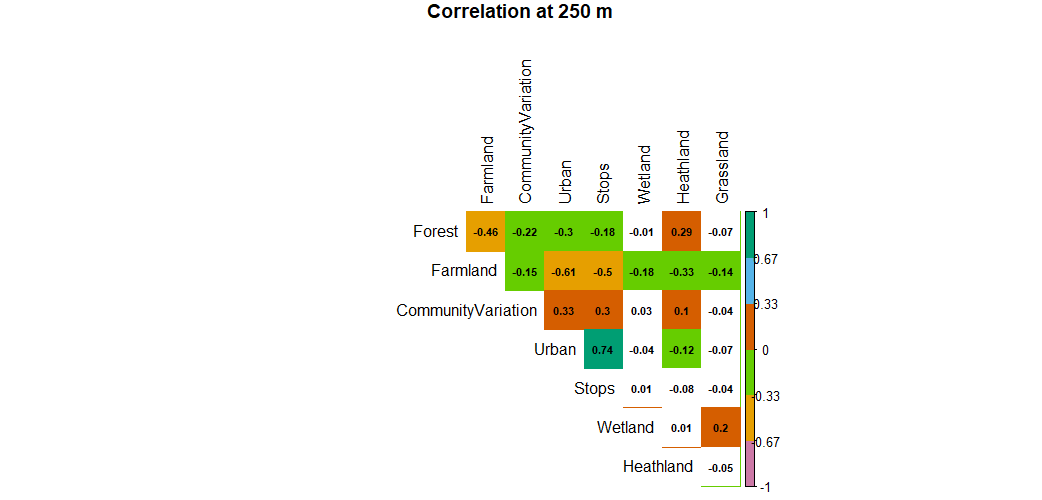 Correlation at 250 m
Farmland
CommunityVariation
Urban
Stops
Wetland
Heathland
Grassland
Forest -0.46 -0.22 -0.3 -0.18 -0.01 0.29 -0.07
Farmland -0.15 -0.61 -0.5 -0.18 -0.33 -0.14
CommunityVariation 0.33 0.3 0.03 0.1 -0.04
Urban 0.74 -0.04 -0.12 -0.07
Stops 0.01 -0.08 -0.04
Wetland 0.01 0.2
Heathland -0.05
1
0.67
0.33
0
-0.33
-0.67
-1